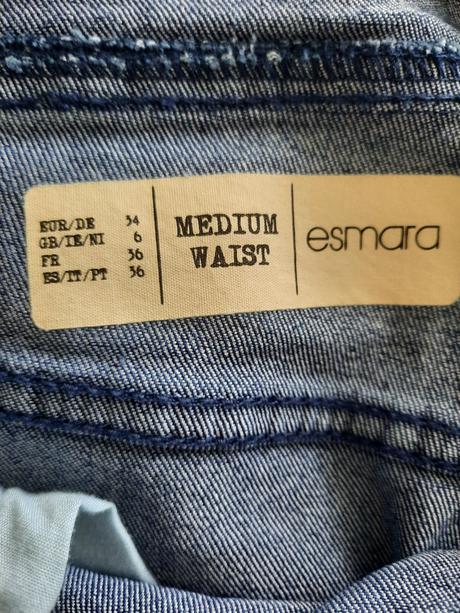 EUR/DE 34
GB/IE/NI 6
FR 36
ES/IT/PT 36
MEDIUM
WAIST
esmara